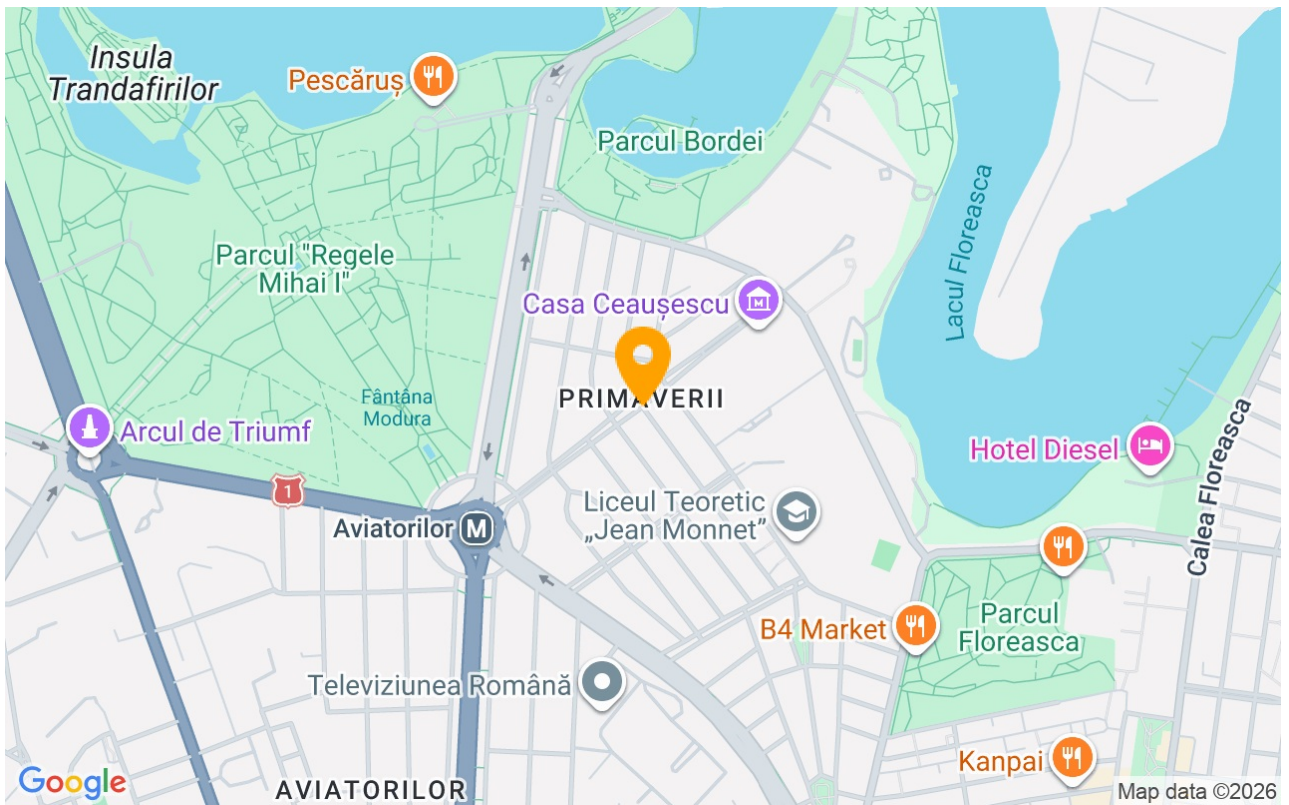 Insula
Trandafirilor
Pescăruș
Parcul Bordei
Lacul Floreasca
Parcul "Regele
Mihai I"
Casa Ceaușescu
PRIMĂVERII
Fântâna
Modura
Arcul de Triumf
1
Hotel Diesel
Calea Floreasca
Liceul Teoretic
„Jean Monnet”
Aviatorilor M
B4 Market
Parcul
Floreasca
Televiziunea Română
Kanpai
AVIATORILOR
Google
Map data ©2026